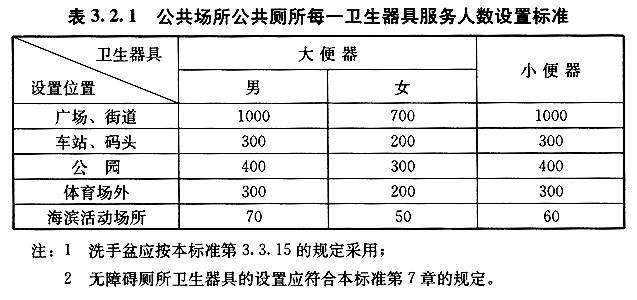 表 3.2.1 公共场所公共厕所每一卫生器具服务人数设置标准
卫生器具 大便器 小便器
设置位置 男 女
广场、街道 1000 700 1000
车站、码头 300 200 300
公园 400 300 400
体育场外 300 200 300
海滨活动场所 70 50 60
注：1 洗手盆应按本标准第 3.3.15 的规定采用；
2 无障碍厕所卫生器具的设置应符合本标准第 7 章的规定。